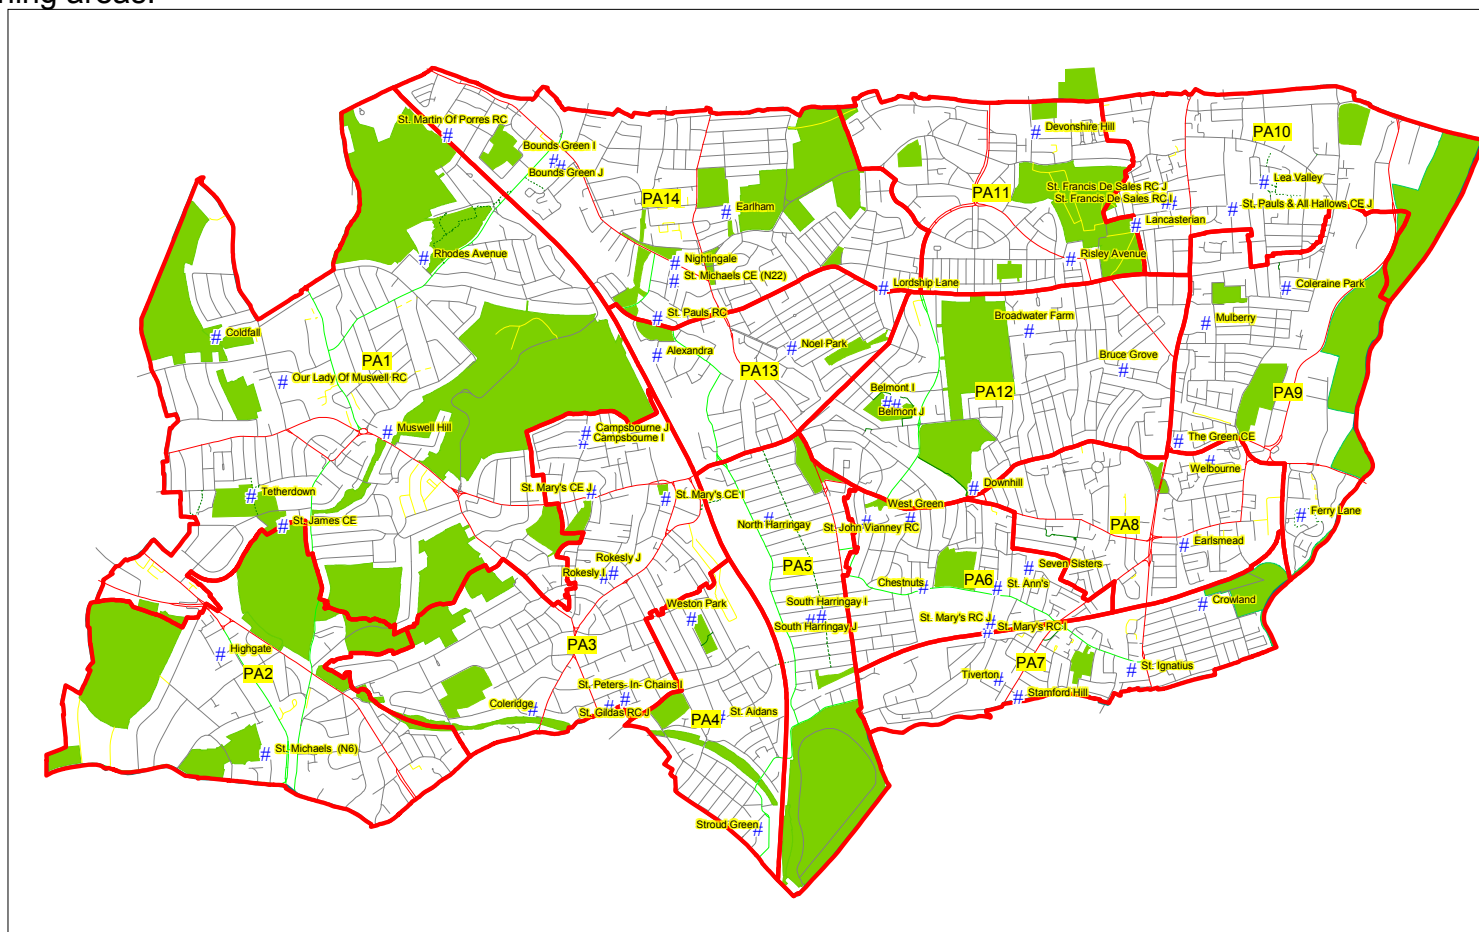 ning areas.
St. Martin Of Porres RC
Bounds Green I
Bounds Green J
Devonshire Hill
PA10
Lea Valley
St. Francis De Sales RC J
St. Francis De Sales RC I
PA11
PA14
Earlham
St. Pauls & All Hallows CE J
Lancasterian
Rhodes Avenue
Nightingale
St. Michaels CE (N22)
Risley Avenue
Lordship Lane
Coleraine Park
St. Pauls RC
Broadwater Farm
Mulberry
Coldfall
Alexandra
Noel Park
Bruce Grove
PA1
PA13
Our Lady Of Muswell RC
Belmont I
Belmont J
PA12
PA9
Muswell Hill
Campsbourne J
Campsbourne I
The Green CE
Welbourne
Tetherdown
St. Mary's CE J
St. Mary's CE I
Downhill
West Green
North Harringay
St. John Vianney RC
PA8
Ferry Lane
St. James CE
Earlsmead
Rokesly J
Rokesly I
PA5
Seven Sisters
Chestnuts
PA6
St. Ann's
Weston Park
South Harringay I
South Harringay J
Crowland
St. Mary's RC J
St. Mary's RC I
PA3
Highgate
PA2
PA7
Tiverton
St. Ignatius
St. Peters- In- Chains I
Stamford Hill
Coleridge
St. Gildas RC J
PA4
St. Aidans
St. Michaels (N6)
Stroud Green